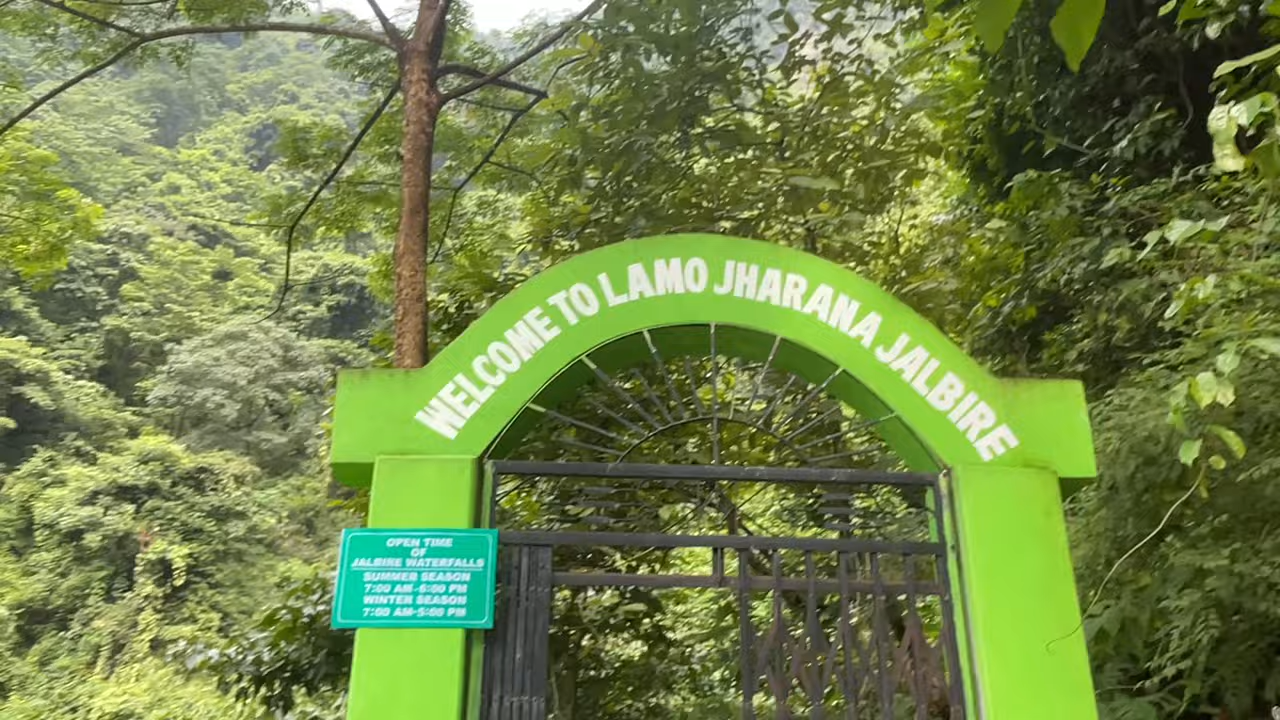 WELCOME TO LAMO JHARANA JALBIRE
OPEN TIME
OF
JALBIRE WATERFALLS
SUMMER SEASON
7:00 AM-6:00 PM
WINTER SEASON
7:00 AM-5:00 PM